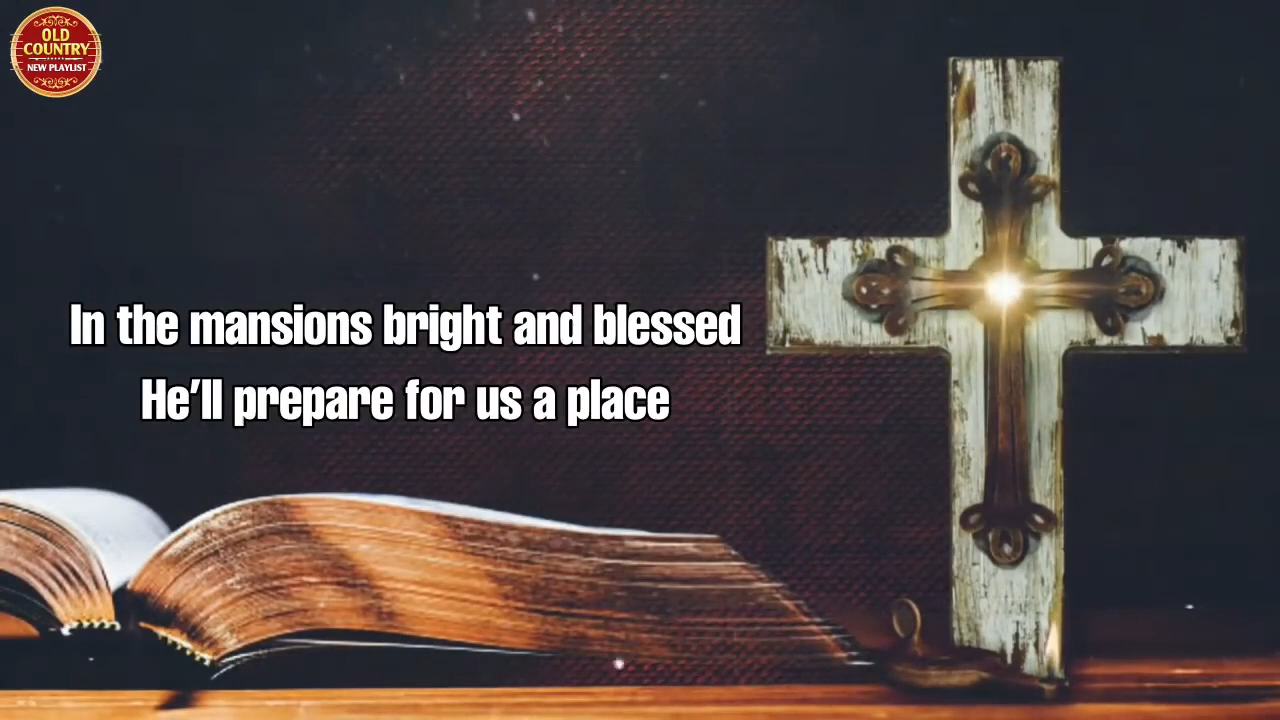 OLD
COUNTRY
NEW PLAYLIST
In the mansions bright and blessed
He'll prepare for us a place